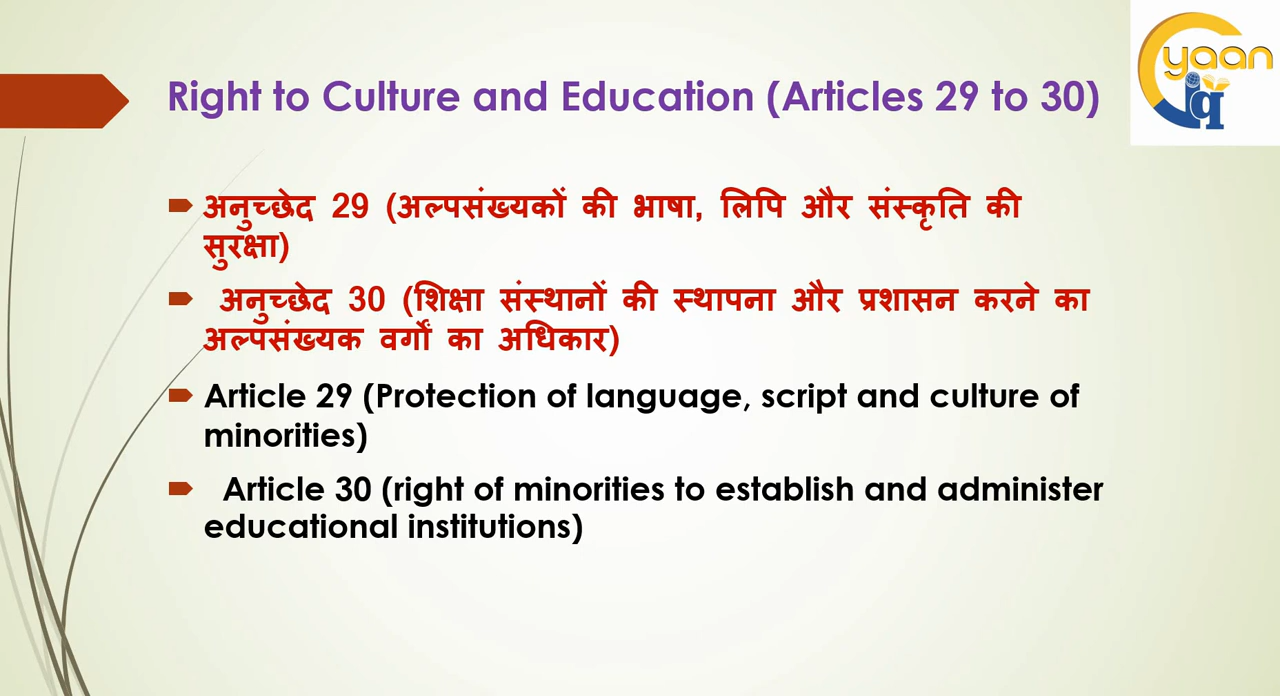 Right to Culture and Education (Articles 29 to 30)
yaan
iq
अनुच्छेद 29 (अल्पसंख्यकों की भाषा, लिपि और संस्कृति की
सुरक्षा)
अनुच्छेद 30 (शिक्षा संस्थानों की स्थापना और प्रशासन करने का
अल्पसंख्यक वर्गों का अधिकार)
Article 29 (Protection of language, script and culture of
minorities)
Article 30 (right of minorities to establish and administer
educational institutions)